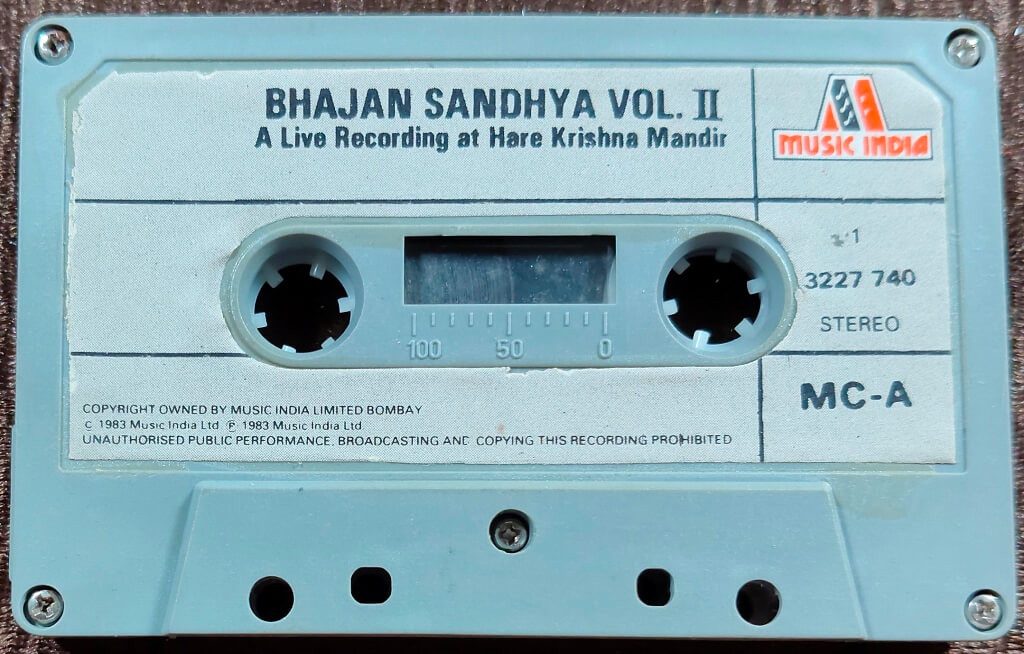 BHAJAN SANDHYA VOL. II
A Live Recording at Hare Krishna Mandir
MUSIC INDIA
1
3227 740
STEREO
100 50 0
MC-A
COPYRIGHT OWNED BY MUSIC INDIA LIMITED BOMBAY
C 1983 Music India Ltd ℗ 1983 Music India Ltd
UNAUTHORISED PUBLIC PERFORMANCE, BROADCASTING AND COPYING THIS RECORDING PROHIBITED